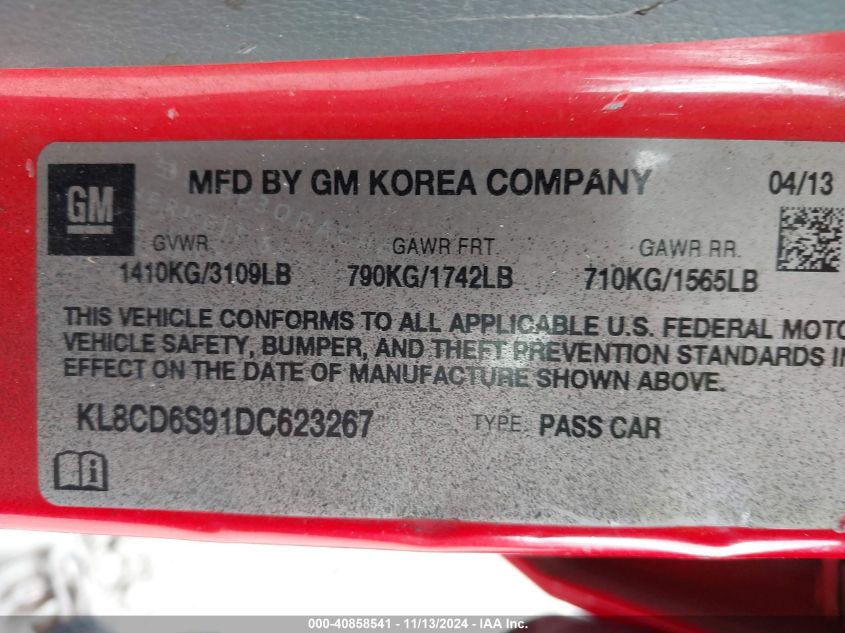 GM
MFD BY GM KOREA COMPANY 04/13
GVWR GAWR FRT. GAWR RR.
1410KG/3109LB 790KG/1742LB 710KG/1565LB
THIS VEHICLE CONFORMS TO ALL APPLICABLE U.S. FEDERAL MOTO
VEHICLE SAFETY, BUMPER, AND THEFT PREVENTION STANDARDS IN
EFFECT ON THE DATE OF MANUFACTURE SHOWN ABOVE.
KL8CD6S91DC623267 TYPE: PASS CAR
000-40858541 - 11/13/2024 - IAA Inc.